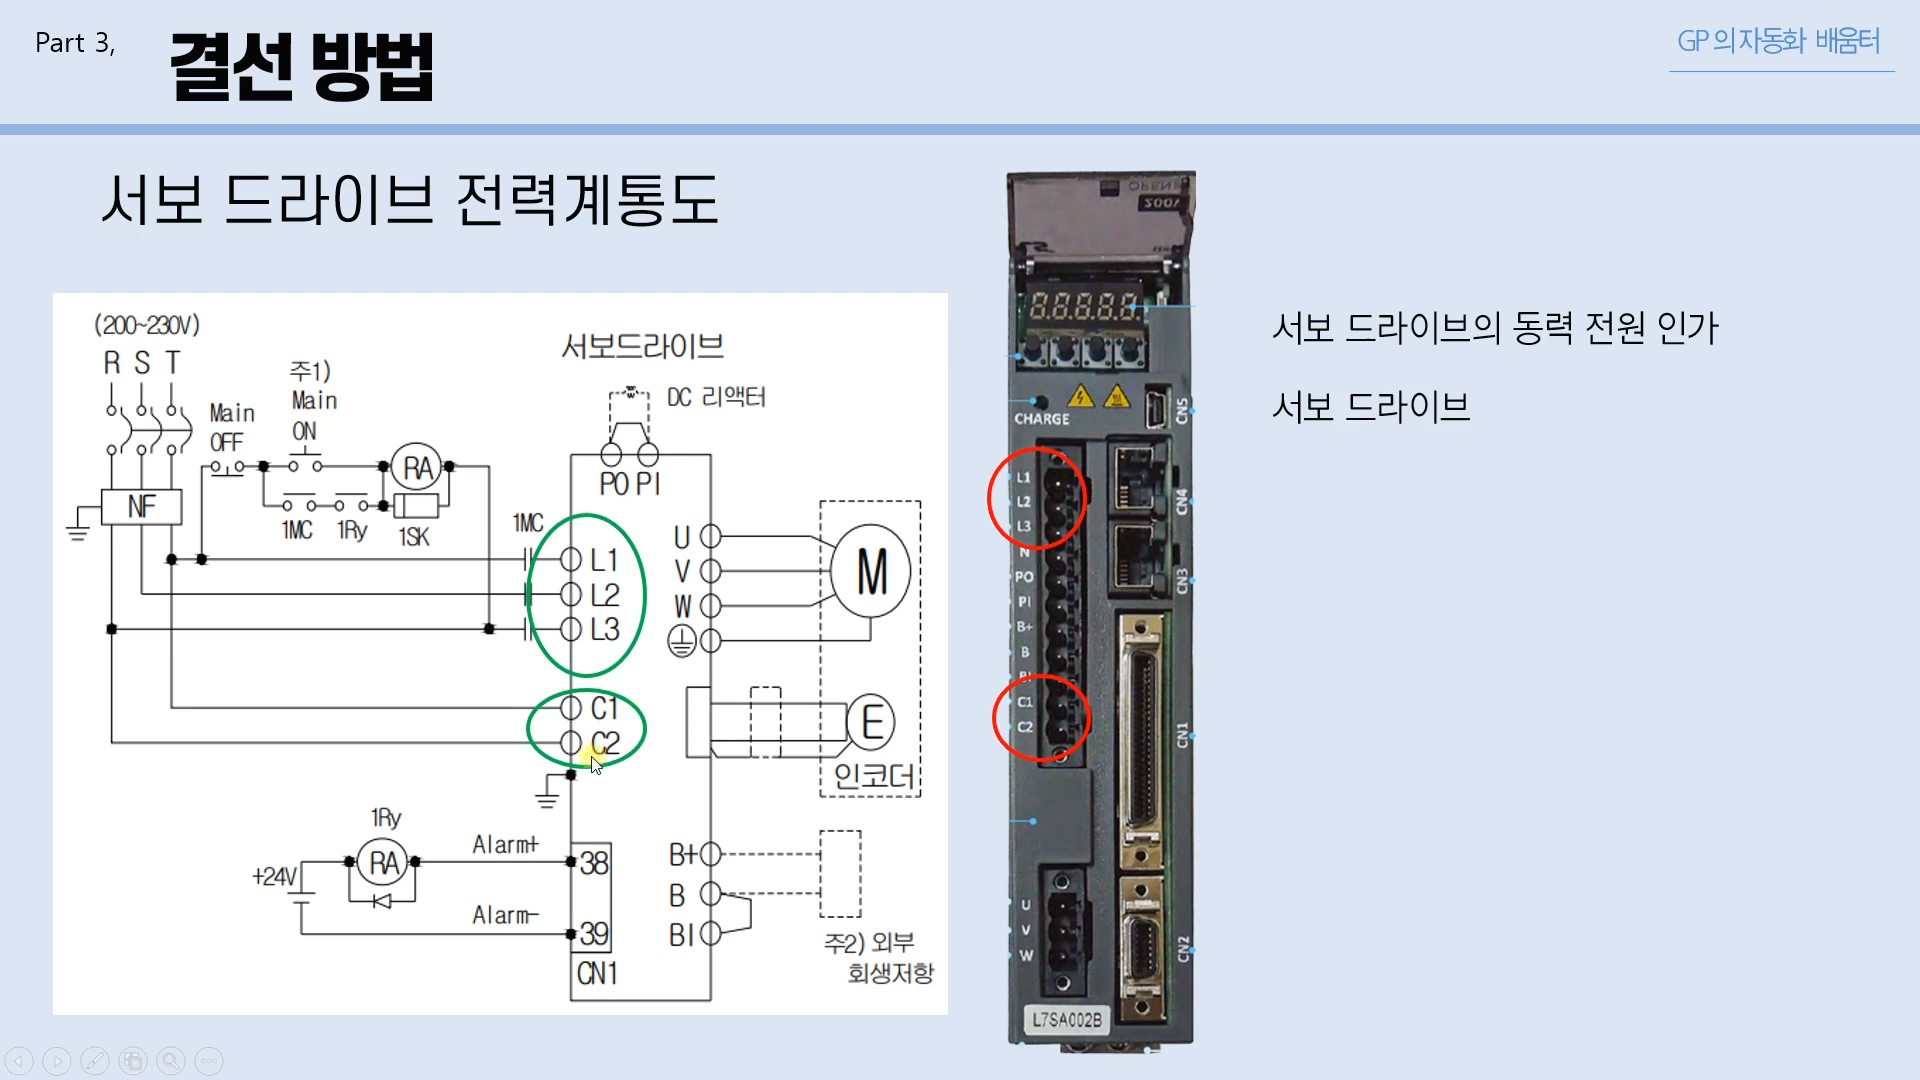 Part 3,
결선 방법
GP의 자동화 배움터
서보 드라이브 전력계통도
(200~230V)
R S T
Main
OFF
주1)
Main
ON
RA
NF
1MC
1Ry
1SK
1MC
서보드라이브
DC 리액터
PO PI
L1
L2
L3
C1
C2
U
V
W
M
E
인코더
1Ry
RA
+24V
Alarm+
Alarm-
38
39
CN1
B+
B
BI
주2) 외부
회생저항
OPEN
200V
88888
CHARGE
CN5
L1
L2
L3
N
PO
PI
B+
B
BI
C1
C2
CN4
CN3
CN1
U
V
W
CN2
L7SA002B
서보 드라이브의 동력 전원 인가
서보 드라이브